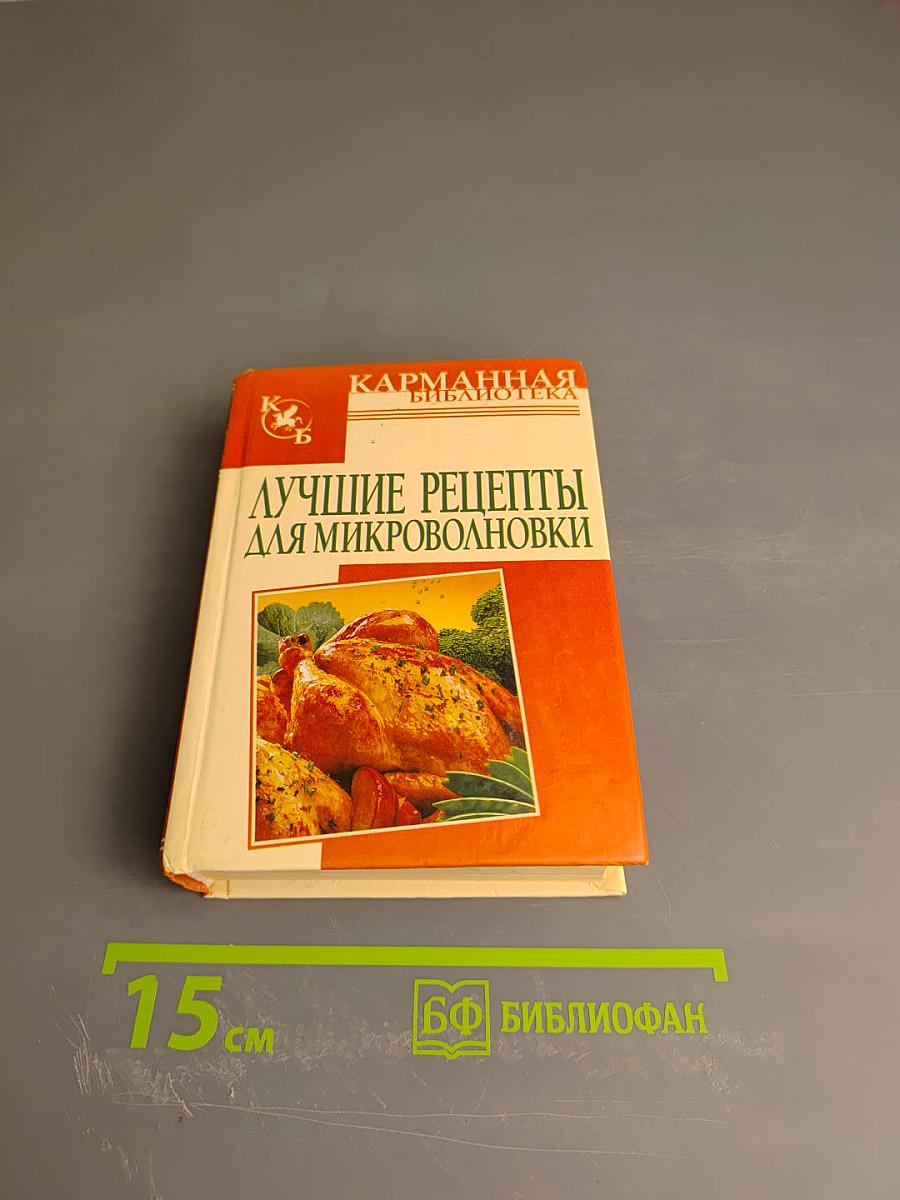 КАРМАННАЯ
БИБЛИОТЕКА
К
Б
ЛУЧШИЕ РЕЦЕПТЫ
ДЛЯ МИКРОВОЛНОВКИ
15 см
БФ БИБЛИОФАН